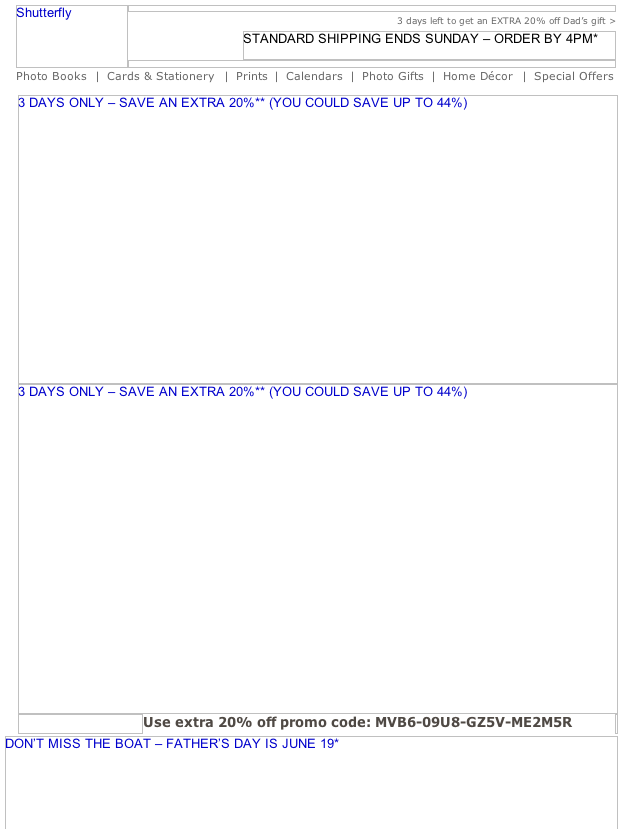 Shutterfly
3 days left to get an EXTRA 20% off Dad's gift >
STANDARD SHIPPING ENDS SUNDAY – ORDER BY 4PM*
Photo Books | Cards & Stationery | Prints | Calendars | Photo Gifts | Home Décor | Special Offers
3 DAYS ONLY – SAVE AN EXTRA 20%** (YOU COULD SAVE UP TO 44%)
3 DAYS ONLY – SAVE AN EXTRA 20%** (YOU COULD SAVE UP TO 44%)
Use extra 20% off promo code: MVB6-09U8-GZ5V-ME2M5R
DON'T MISS THE BOAT – FATHER'S DAY IS JUNE 19*